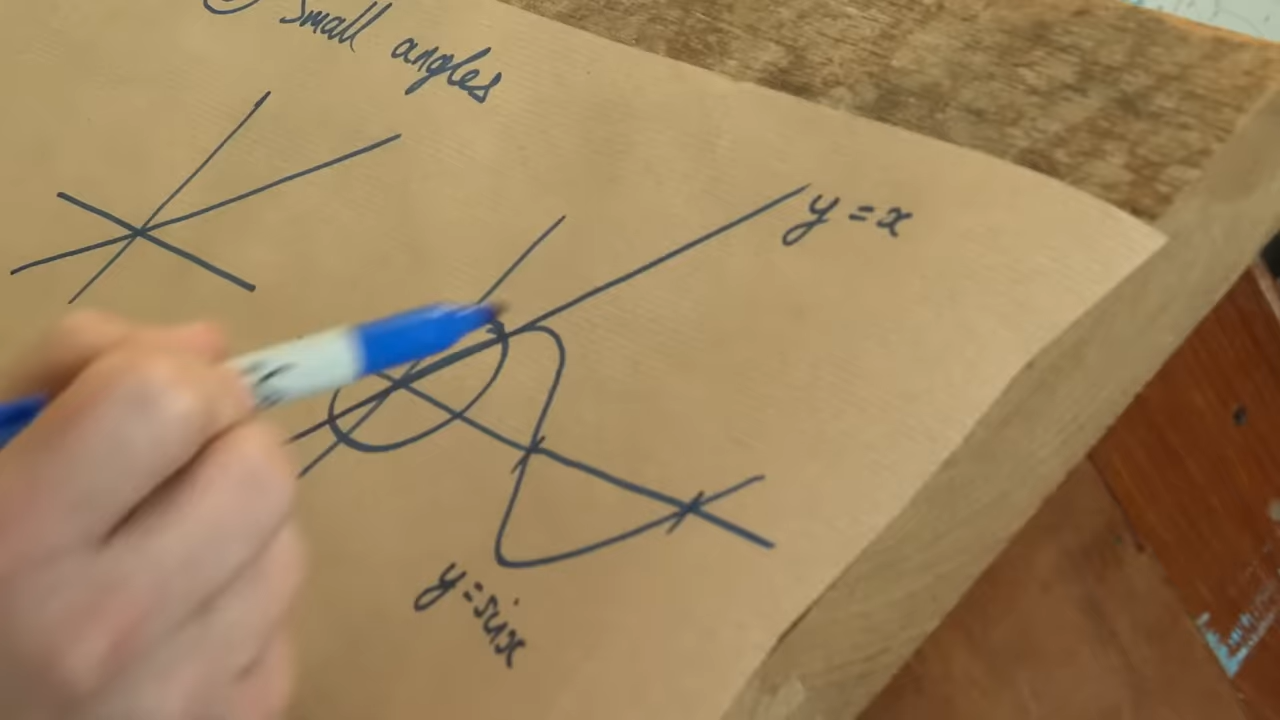 small angles
y = x
y = sin x